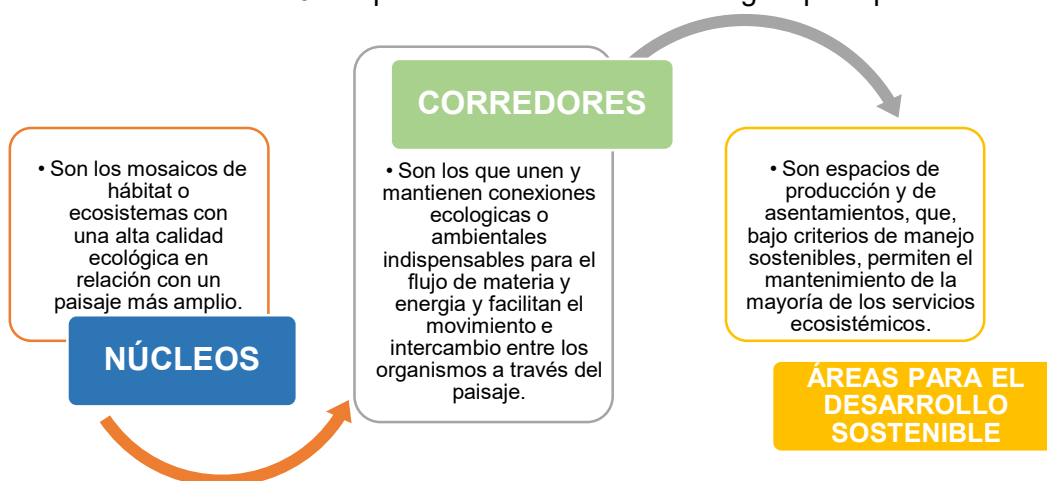 • Son los mosaicos de
hábitat o
ecosistemas con
una alta calidad
ecológica en
relación con un
paisaje más amplio.
NÚCLEOS
CORREDORES
• Son los que unen y
mantienen conexiones
ecologicas o
ambientales
indispensables para el
flujo de materia y
energia y facilitan el
movimiento e
intercambio entre los
organismos a través del
paisaje.
• Son espacios de
producción y de
asentamientos, que,
bajo criterios de manejo
sostenibles, permiten el
mantenimiento de la
mayoría de los servicios
ecosistémicos.
ÁREAS PARA EL
DESARROLLO
SOSTENIBLE